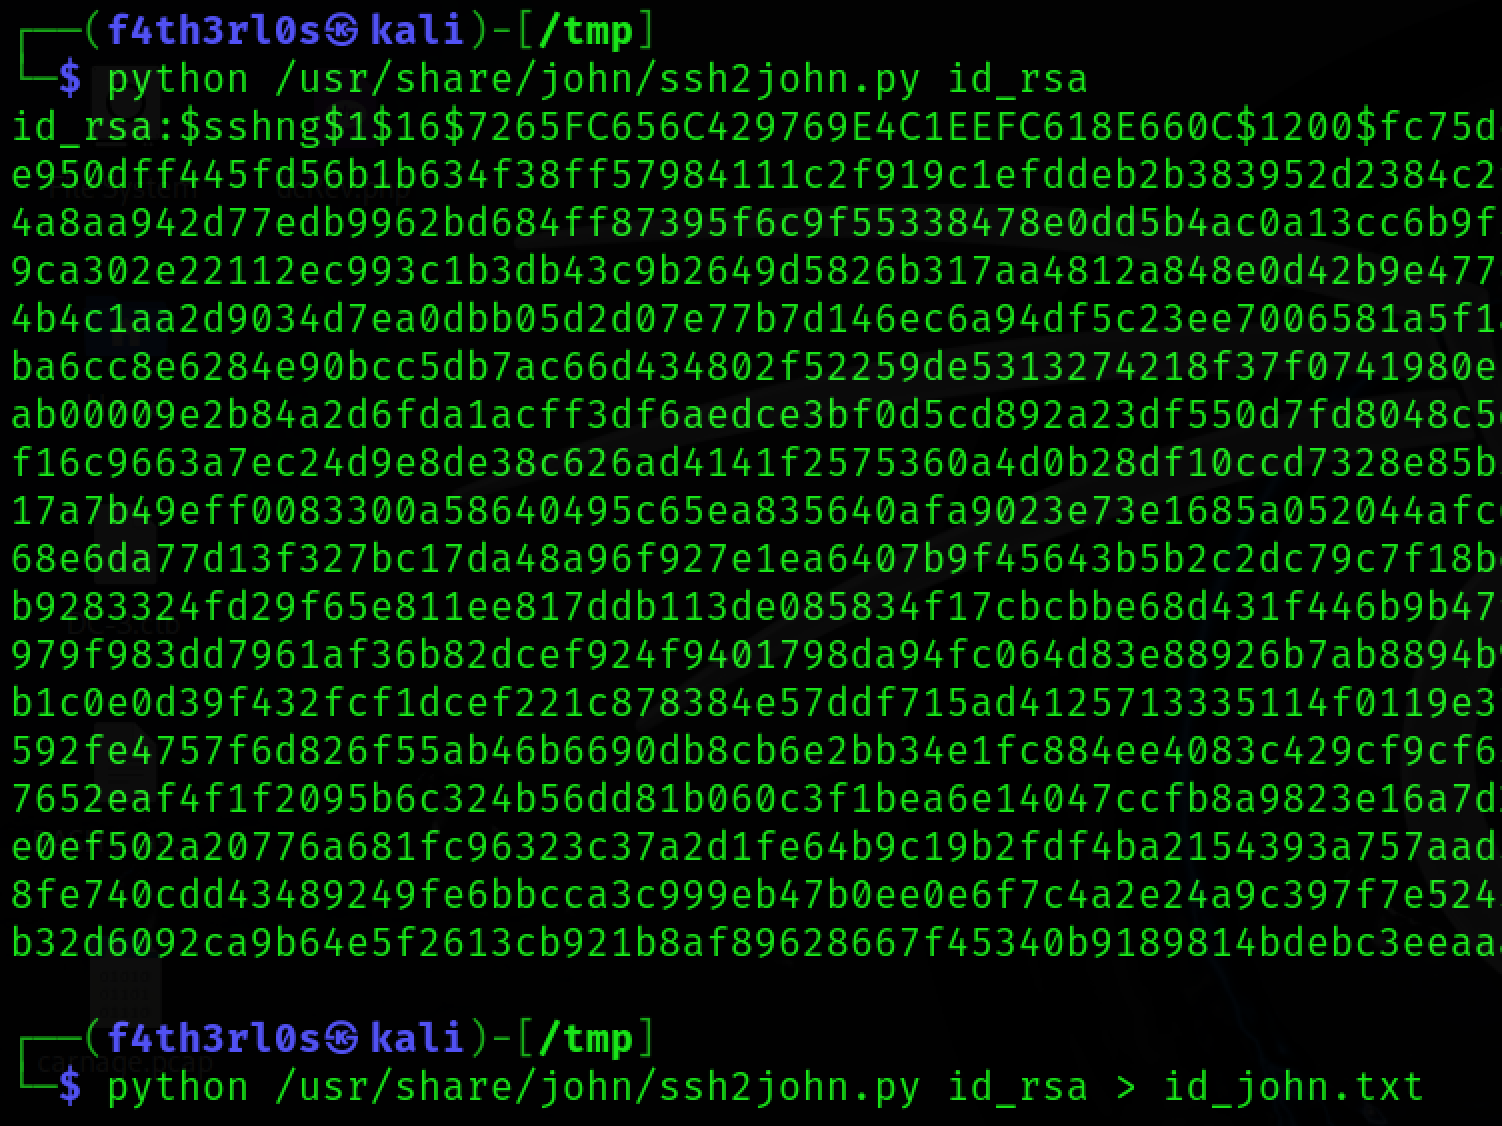 (f4th3rl0s㉿kali)-[/tmp]
$ python /usr/share/john/ssh2john.py id_rsa
id_rsa:$sshng$1$16$7265FC656C429769E4C1EEFC618E660C$1200$fc75d
e950dff445fd56b1b634f38ff57984111c2f919c1efddeb2b383952d2384c2
4a8aa942d77edb9962bd684ff87395f6c9f55338478e0dd5b4ac0a13cc6b9f
9ca302e22112ec993c1b3db43c9b2649d5826b317aa4812a848e0d42b9e477
4b4c1aa2d9034d7ea0dbb05d2d07e77b7d146ec6a94df5c23ee7006581a5f1
ba6cc8e6284e90bcc5db7ac66d434802f52259de5313274218f37f0741980e
ab00009e2b84a2d6fda1acff3df6aedce3bf0d5cd892a23df550d7fd8048c5
f16c9663a7ec24d9e8de38c626ad4141f2575360a4d0b28df10ccd7328e85b
17a7b49eff0083300a58640495c65ea835640afa9023e73e1685a052044afc
68e6da77d13f327bc17da48a96f927e1ea6407b9f45643b5b2c2dc79c7f18b
b9283324fd29f65e811ee817ddb113de085834f17cbcbbe68d431f446b9b47
979f983dd7961af36b82dcef924f9401798da94fc064d83e88926b7ab8894b
b1c0e0d39f432fcf1dcef221c878384e57ddf715ad4125713335114f0119e3
592fe4757f6d826f55ab46b6690db8cb6e2bb34e1fc884ee4083c429cf9cf6
7652eaf4f1f2095b6c324b56dd81b060c3f1bea6e14047ccfb8a9823e16a7d
e0ef502a20776a681fc96323c37a2d1fe64b9c19b2fdf4ba2154393a757aad
8fe740cdd43489249fe6bbcca3c999eb47b0ee0e6f7c4a2e24a9c397f7e524
b32d6092ca9b64e5f2613cb921b8af89628667f45340b9189814bdebc3eeaa
(f4th3rl0s㉿kali)-[/tmp]
carnage.pcap
$ python /usr/share/john/ssh2john.py id_rsa > id_john.txt